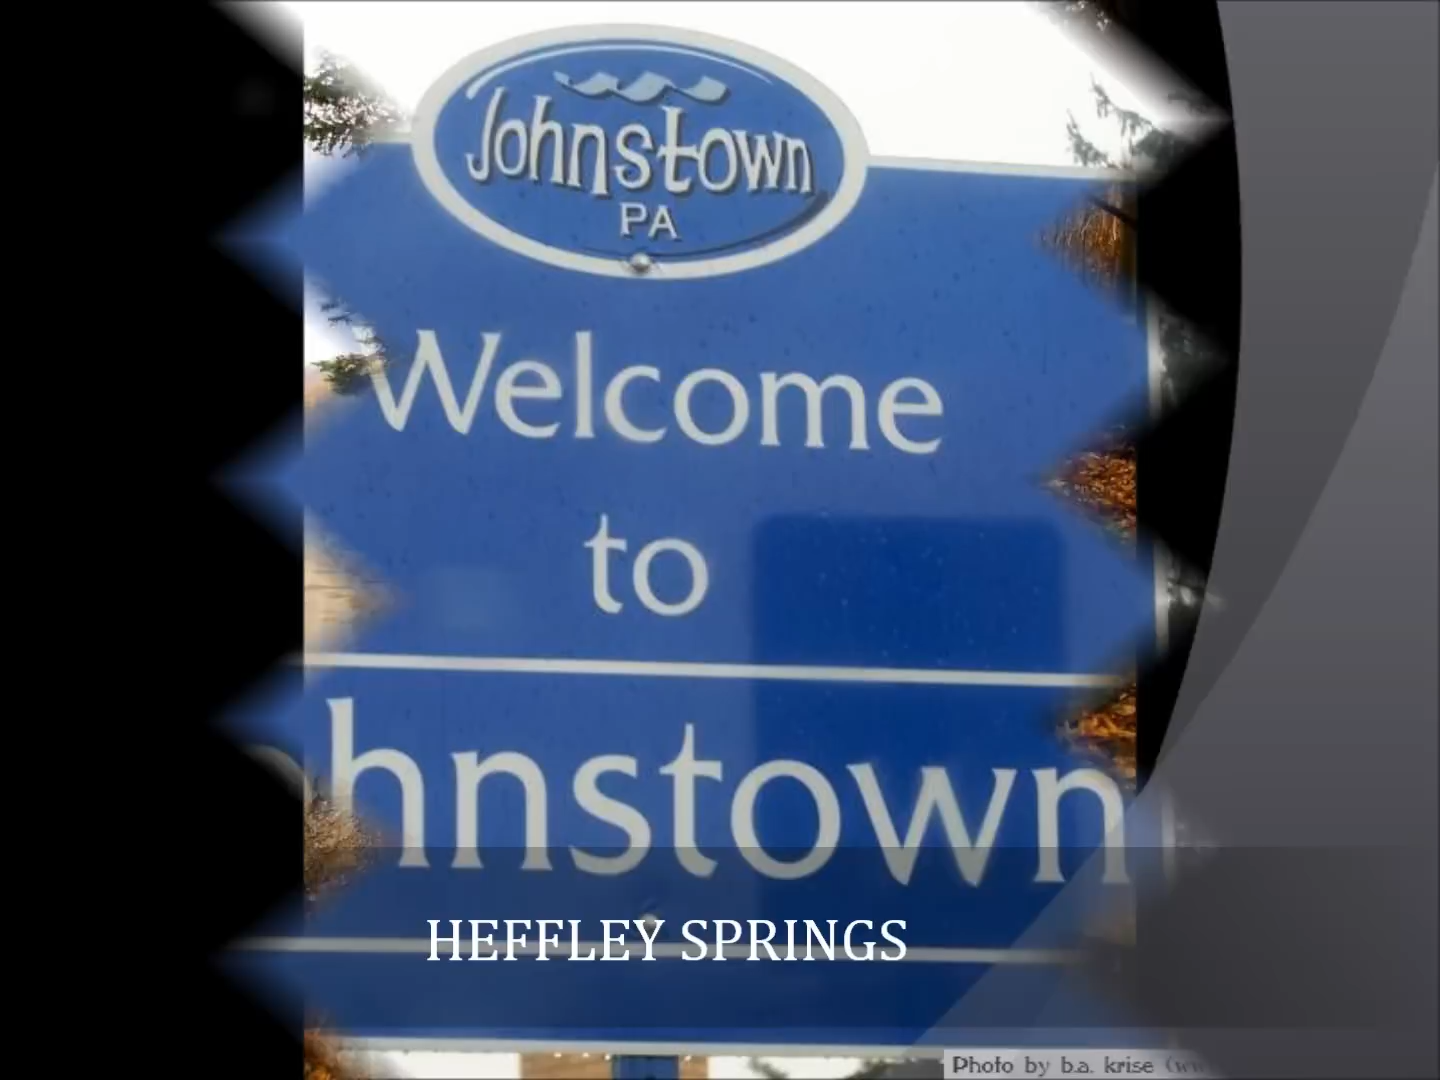 Johnstown
PA
Welcome
to
hnstown
HEFFLEY SPRINGS
Photo by b.a. krise